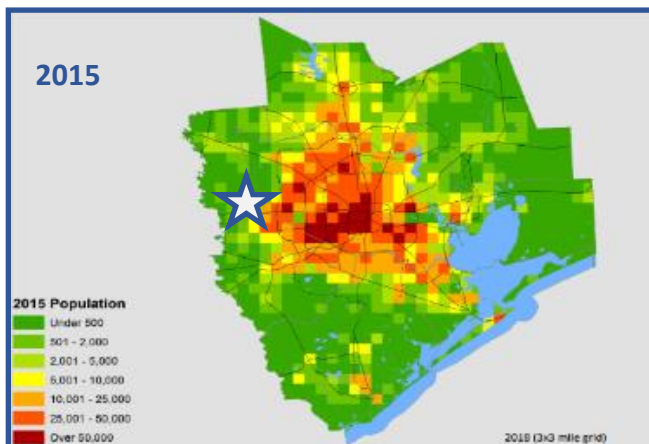 2015
2015 Population
Under 500
501 - 2,000
2,001 - 5,000
5,001 - 10,000
10,001 - 25,000
25,001 - 50,000
Over 50,000
2018 (3x3 mile grid)